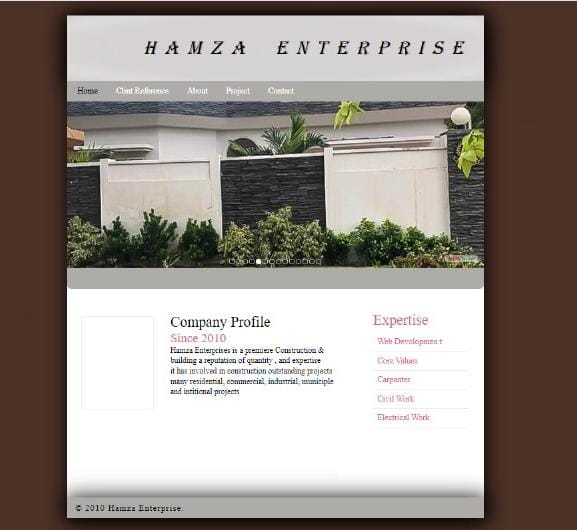 HAMZA ENTERPRISE
Home Clint Reference About Project Contact
Company Profile
Since 2010
Hamza Enterprises is a premiere Construction &
building a reputation of quantity , and expertise
it has involved in construction outstanding projects
many residential, commercial, industrial, municiple
and intitional projects
Expertise
Web Development
Core Values
Carpanter
Civil Work
Electrical Work
© 2010 Hamza Enterprise.